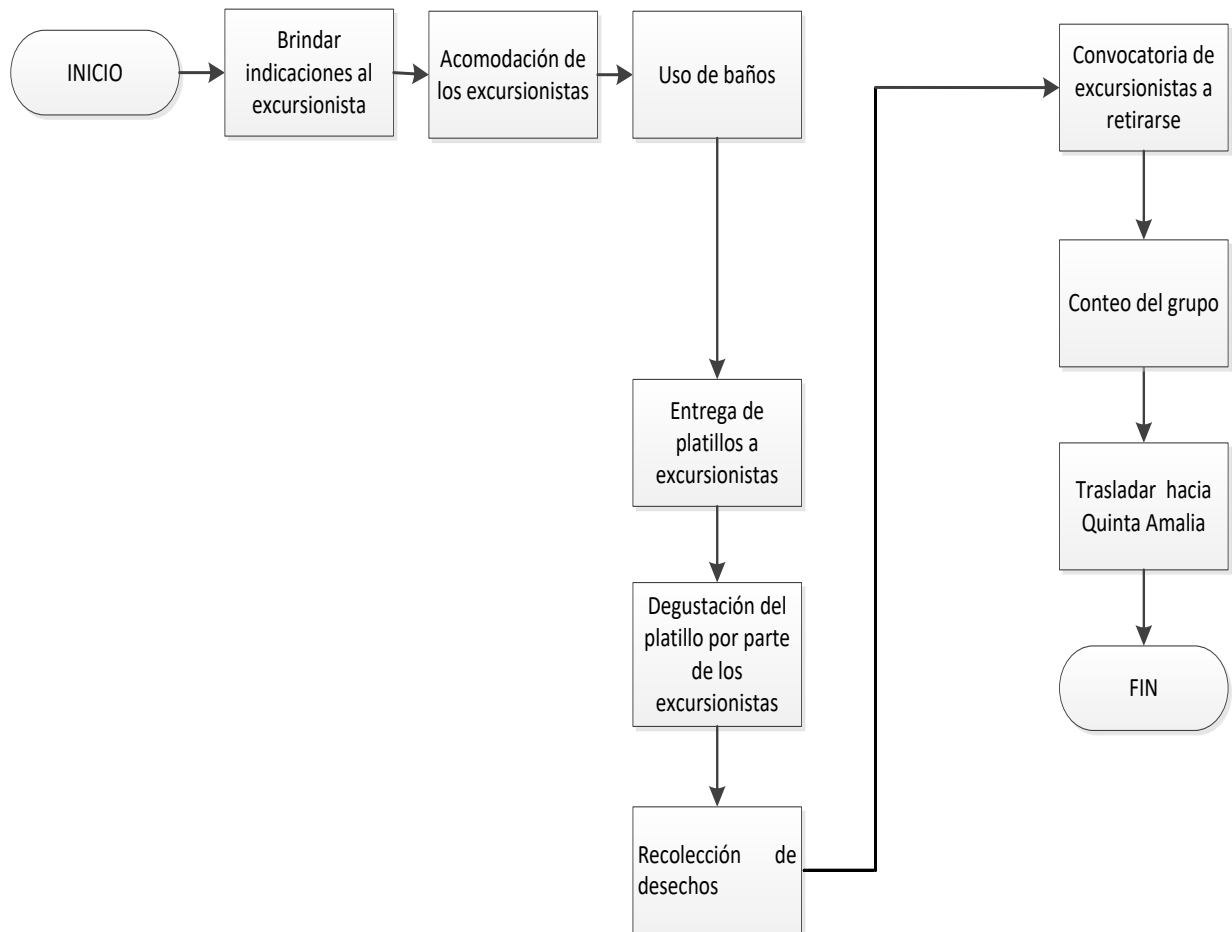 INICIO
Brindar
indicaciones al
excursionista
Acomodación de
los excursionistas
Uso de baños
Entrega de
platillos a
excursionistas
Degustación del
platillo por parte
de los
excursionistas
Recolección de
desechos
Convocatoria de
excursionistas a
retirarse
Conteo del grupo
Trasladar hacia
Quinta Amalia
FIN